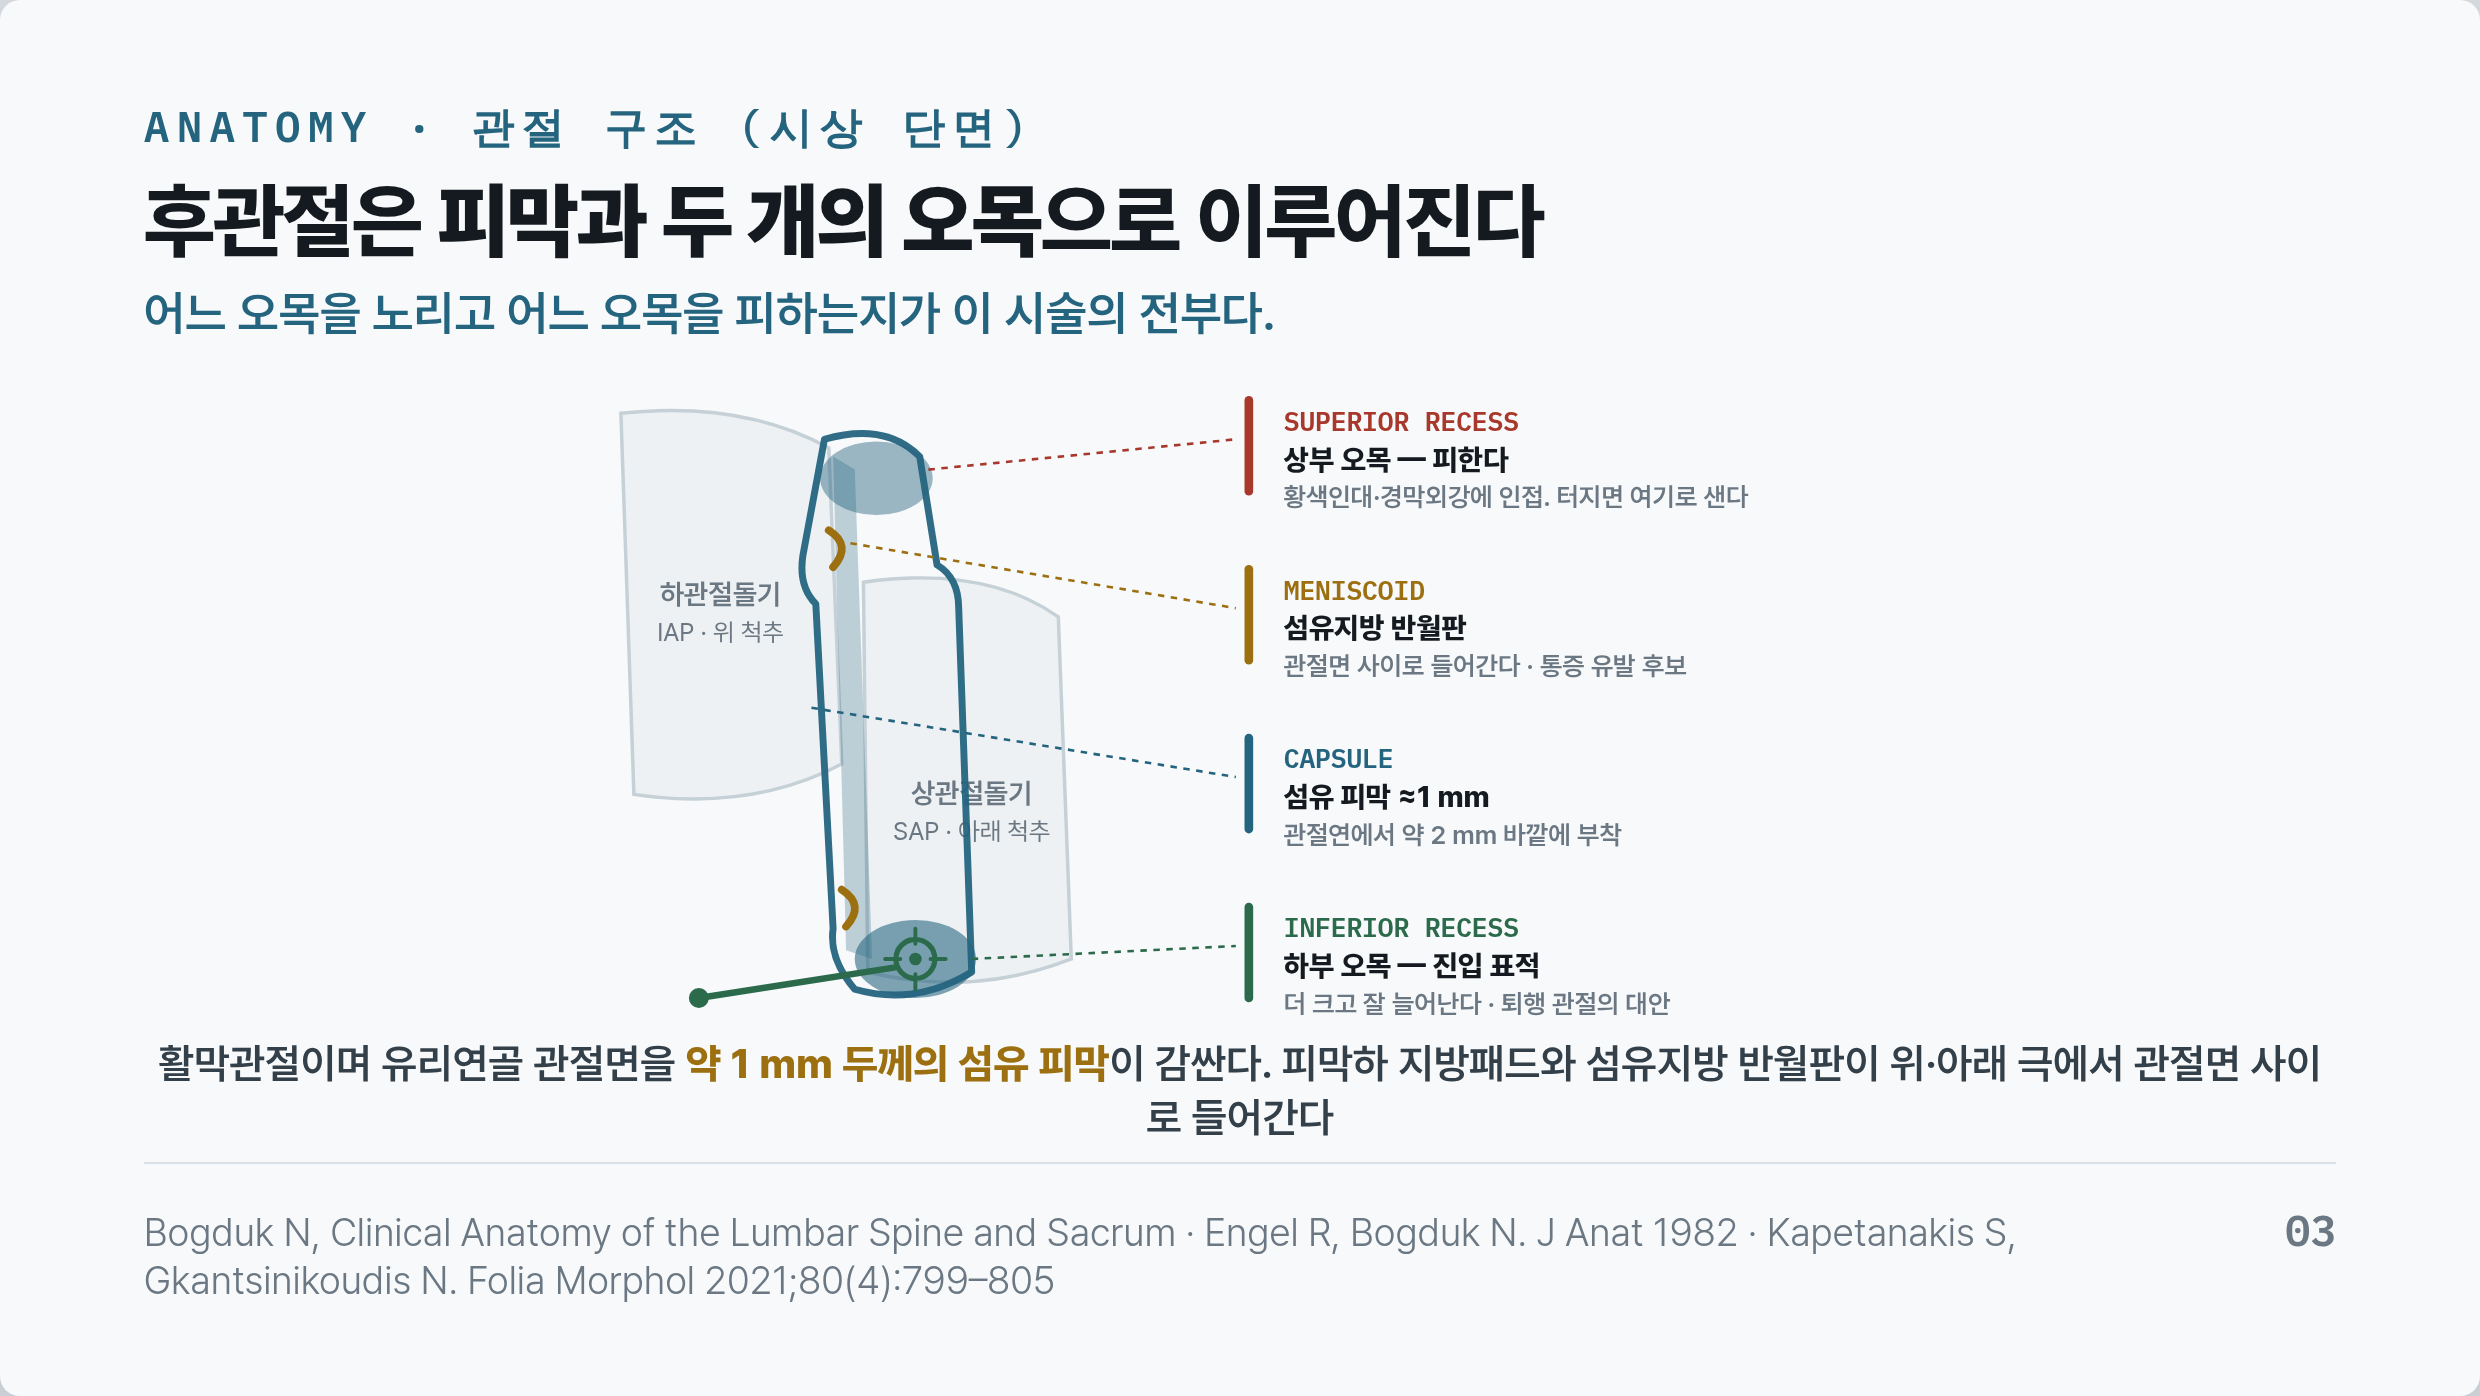 ANATOMY · 관절 구조 (시상 단면)
후관절은 피막과 두 개의 오목으로 이루어진다
어느 오목을 노리고 어느 오목을 피하는지가 이 시술의 전부다.
하관절돌기
IAP · 위 척추
상관절돌기
SAP · 아래 척추
SUPERIOR RECESS
상부 오목 — 피한다
황색인대·경막외강에 인접. 터지면 여기로 샌다
MENISCOID
섬유지방 반월판
관절면 사이로 들어간다 · 통증 유발 후보
CAPSULE
섬유 피막 ≈1 mm
관절연에서 약 2 mm 바깥에 부착
INFERIOR RECESS
하부 오목 — 진입 표적
더 크고 잘 늘어난다 · 퇴행 관절의 대안
활막관절이며 유리연골 관절면을 약 1 mm 두께의 섬유 피막이 감싼다. 피막하 지방패드와 섬유지방 반월판이 위·아래 극에서 관절면 사이
로 들어간다
Bogduk N, Clinical Anatomy of the Lumbar Spine and Sacrum · Engel R, Bogduk N. J Anat 1982 · Kapetanakis S,
Gkantsinikoudis N. Folia Morphol 2021;80(4):799–805
03